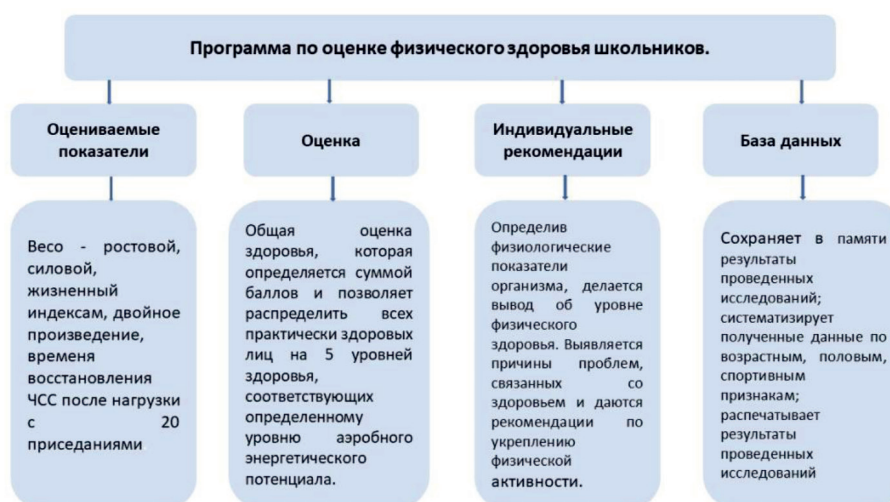 Программа по оценке физического здоровья школьников.
Оцениваемые
показатели
Оценка
Индивидуальные
рекомендации
База данных
Весо - ростовой,
силовой,
жизненный
индексам, двойное
произведение,
временя
восстановления
ЧСС после нагрузки
с 20
приседаниями
Общая оценка
здоровья, которая
определяется суммой
баллов и позволяет
распределить всех
практически здоровых
лиц на 5 уровней
здоровья,
соответствующих
определенному
уровню аэробного
энергетического
потенциала.
Определив
физиологические
показатели
организма, делается
вывод об уровне
физического
здоровья. Выявляется
причины проблем,
связанных со
здоровьем и даются
рекомендации по
укреплению
физической
активности.
Сохраняет в памяти
результаты
проведенных
исследований;
систематизирует
полученные данные по
возрастным, половым,
спортивным
признакам;
распечатывает
результаты
проведенных
исследований